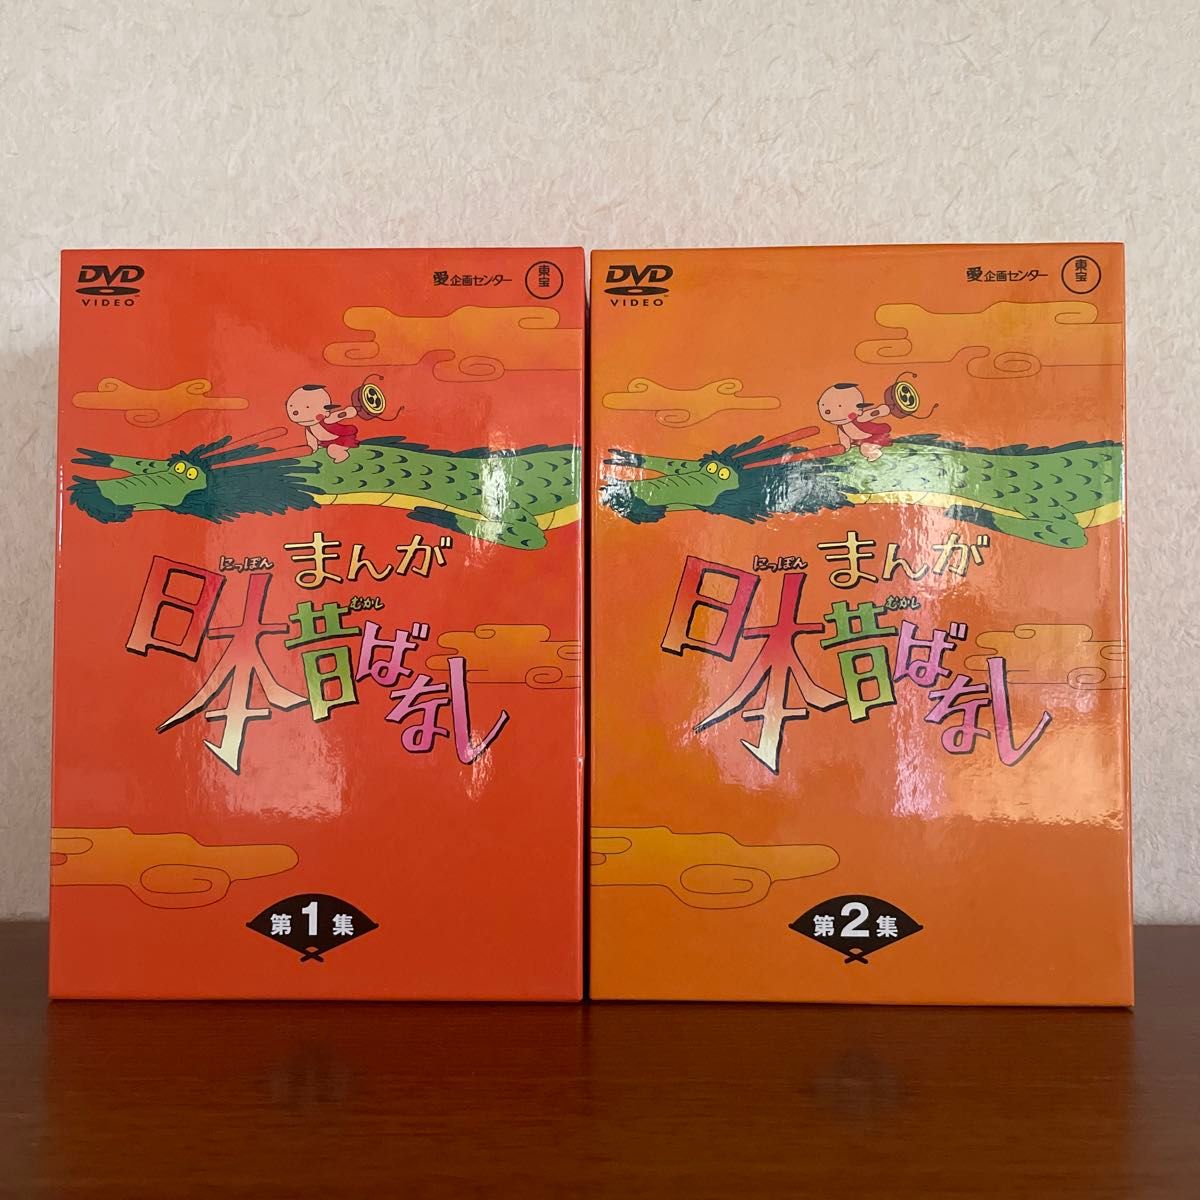 DVD
VIDEO
愛企画センター
東宝
まんが
にっぽん
日本
むかし
昔ばなし
第1集
DVD
VIDEO
愛企画センター
東宝
まんが
にっぽん
日本
むかし
昔ばなし
第2集